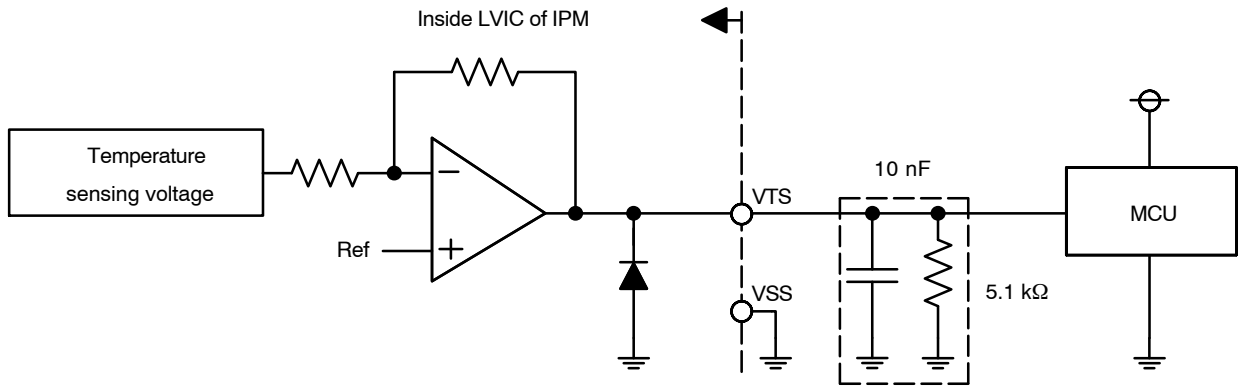 Inside LVIC of IPM
Temperature
sensing voltage
Ref
VTS
VSS
10 nF
5.1 kΩ
MCU